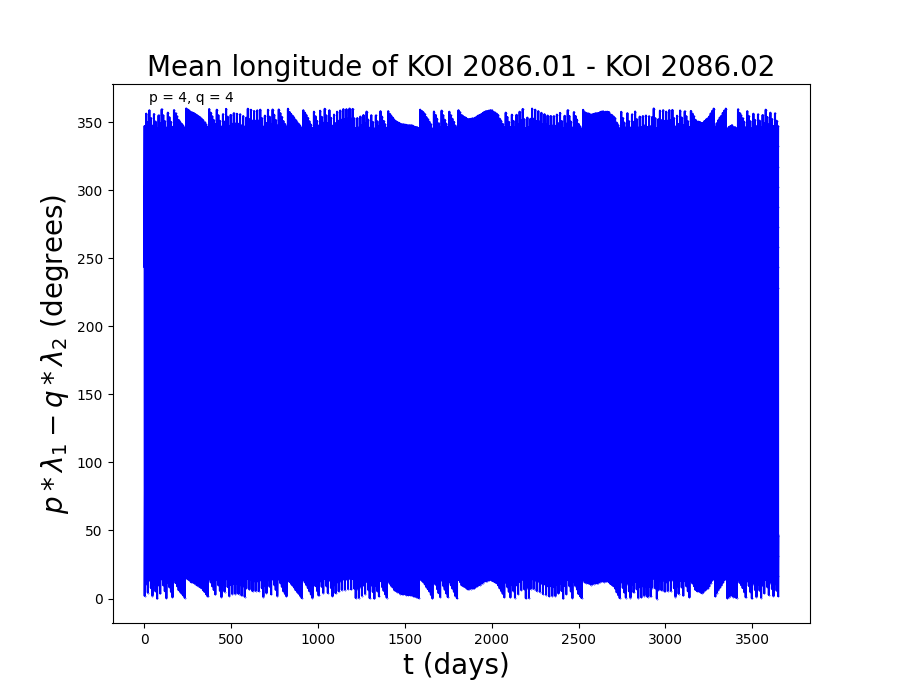 Mean longitude of KOI 2086.01 - KOI 2086.02
p = 4, q = 4
350
300
250
200
150
100
50
0
p * λ₁ − q * λ₂ (degrees)
0 500 1000 1500 2000 2500 3000 3500
t (days)